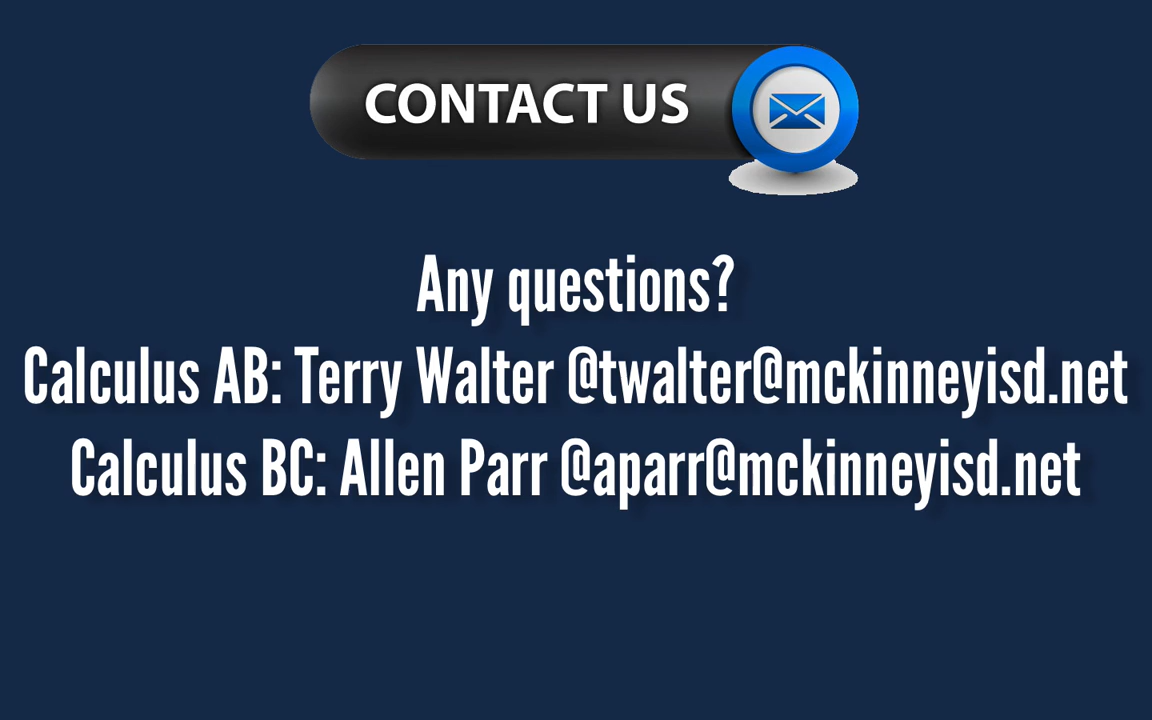 CONTACT US
Any questions?
Calculus AB: Terry Walter @twalter@mckinneyisd.net
Calculus BC: Allen Parr @aparr@mckinneyisd.net